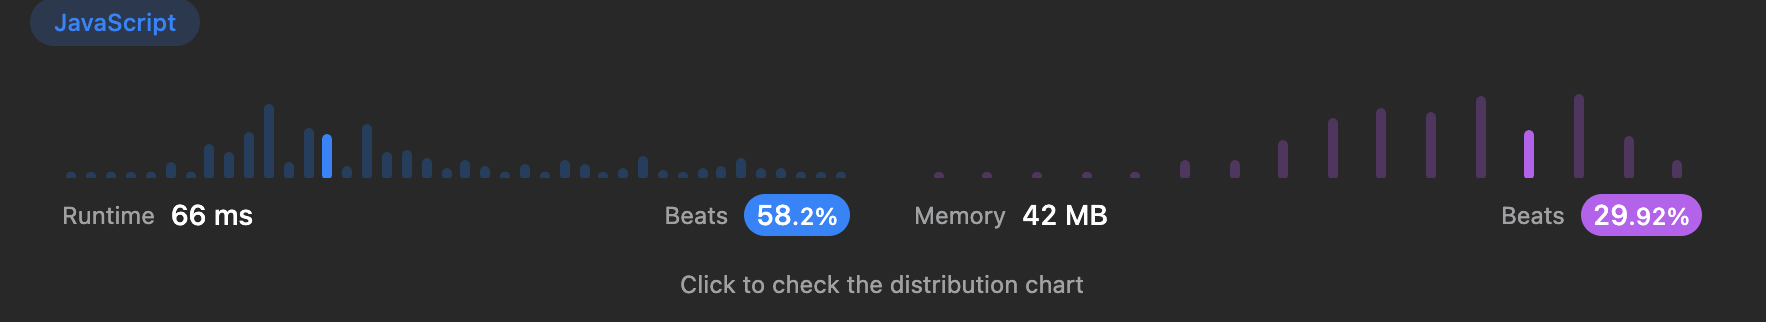 JavaScript
Runtime 66 ms Beats 58.2% Memory 42 MB Beats 29.92%
Click to check the distribution chart